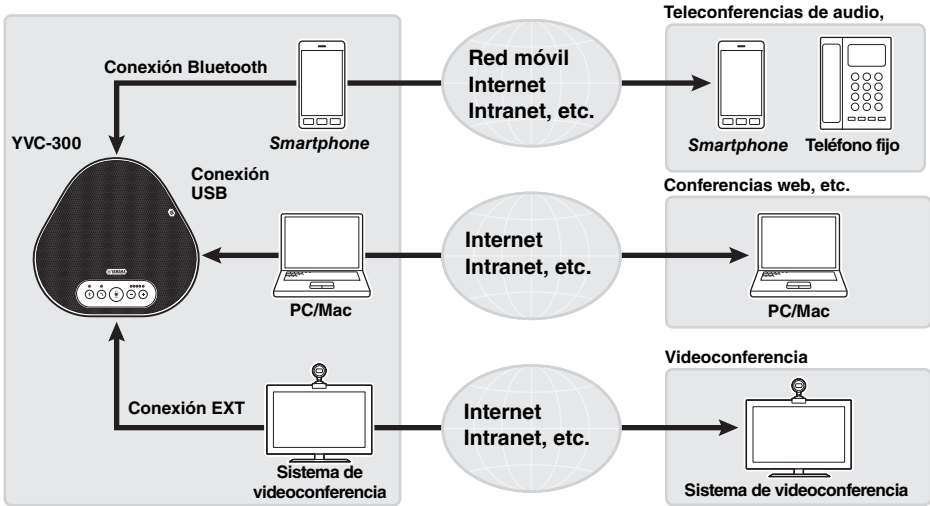 Teleconferencias de audio,
Conexión Bluetooth
Red móvil
Internet
Intranet, etc.
YVC-300
Smartphone
Smartphone
Teléfono fijo
Conexión
USB
Conferencias web, etc.
YAMAHA
Internet
Intranet, etc.
PC/Mac
PC/Mac
Videoconferencia
Conexión EXT
Internet
Intranet, etc.
Sistema de
videoconferencia
Sistema de videoconferencia